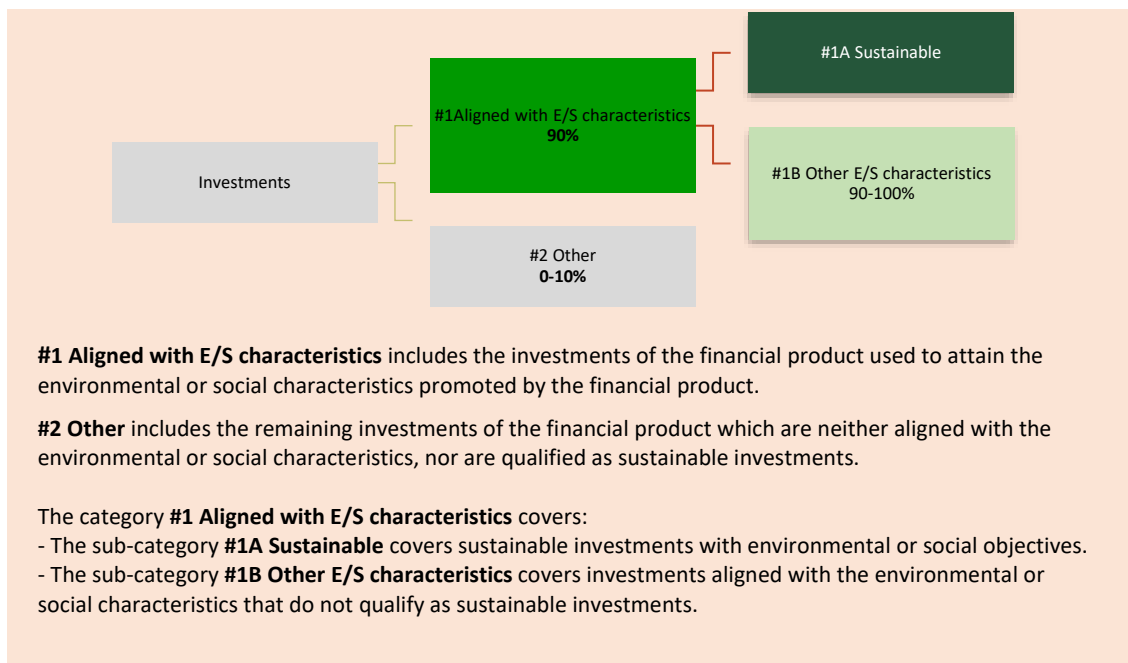 #1A Sustainable
#1Aligned with E/S characteristics
90%
#1B Other E/S characteristics
90-100%
Investments
#2 Other
0-10%
#1 Aligned with E/S characteristics includes the investments of the financial product used to attain the
environmental or social characteristics promoted by the financial product.
#2 Other includes the remaining investments of the financial product which are neither aligned with the
environmental or social characteristics, nor are qualified as sustainable investments.
The category #1 Aligned with E/S characteristics covers:
- The sub-category #1A Sustainable covers sustainable investments with environmental or social objectives.
- The sub-category #1B Other E/S characteristics covers investments aligned with the environmental or
social characteristics that do not qualify as sustainable investments.